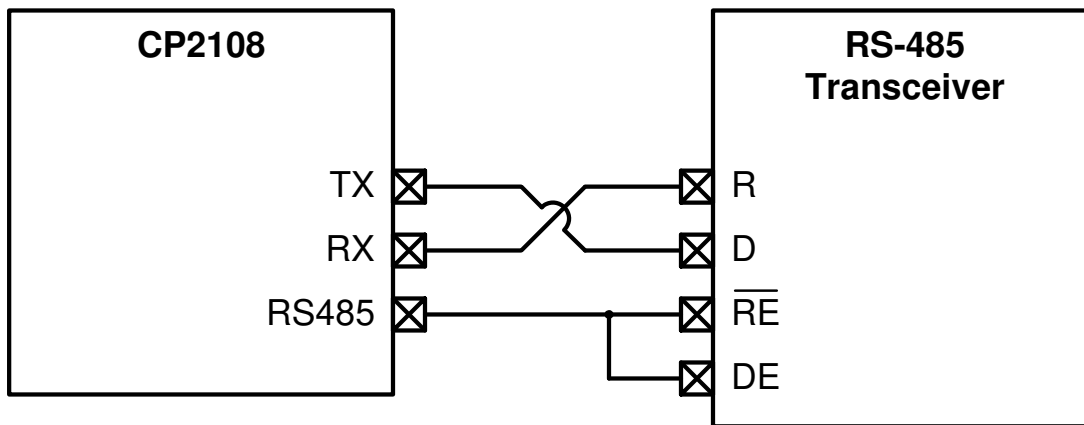 CP2108
RS-485
Transceiver
TX
R
RX
D
RS485
RE
DE